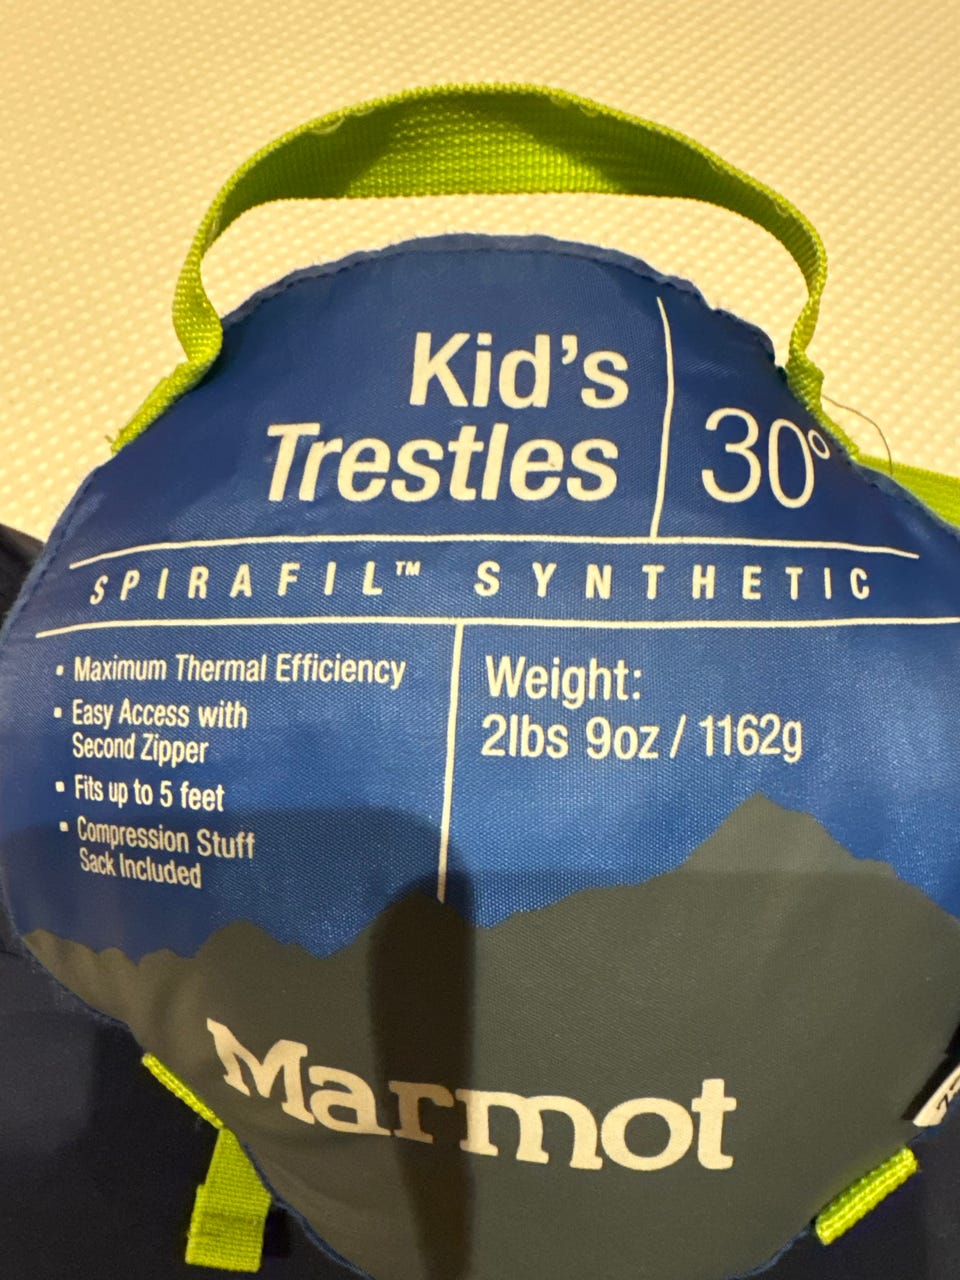 Kid's
Trestles
30°
SPIRAFIL™ SYNTHETIC
▪ Maximum Thermal Efficiency
▪ Easy Access with
Second Zipper
▪ Fits up to 5 feet
▪ Compression Stuff
Sack Included
Weight:
2lbs 9oz / 1162g
Marmot